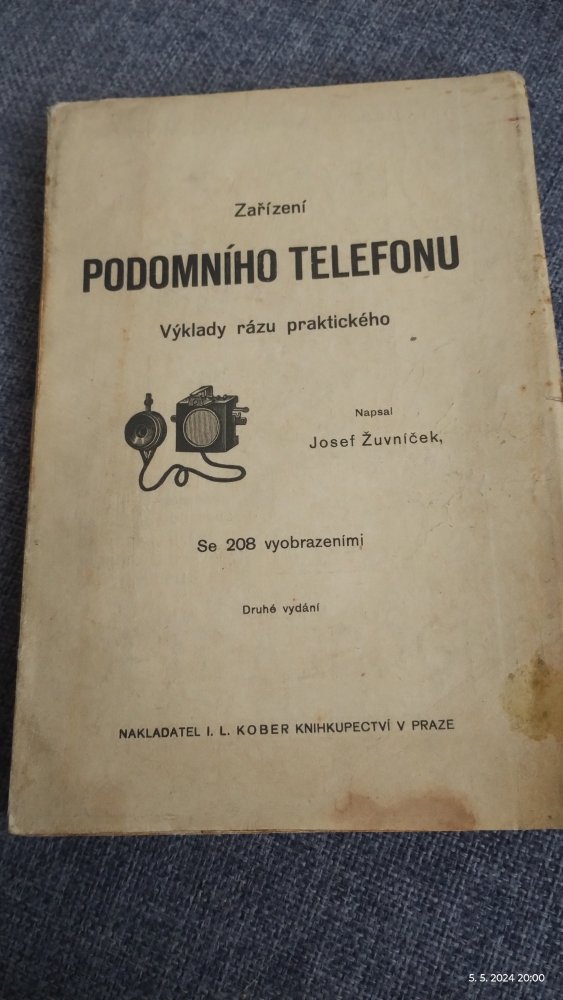 Zařízení
PODOMNÍHO TELEFONU
Výklady rázu praktického
Napsal
Josef Žuvníček,
Se 208 vyobrazeními
Druhé vydání
NAKLADATEL I. L. KOBER KNIHKUPECTVÍ V PRAZE
5. 5. 2024 20:00